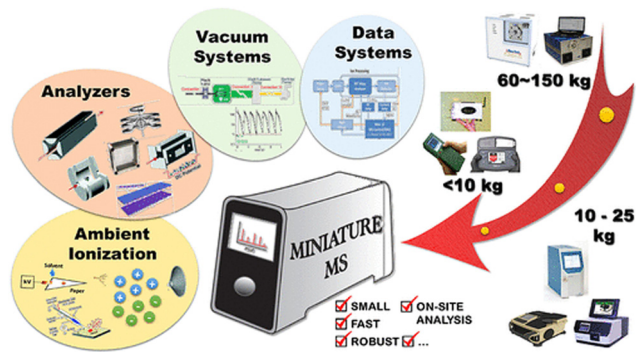 Vacuum
Systems
Data
Systems
60~150 kg
Analyzers
<10 kg
10 - 25
kg
Ambient
Ionization
Solvent
kV
Paper
MINIATURE
MS
SMALL
ON-SITE
ANALYSIS
FAST
ROBUST
...